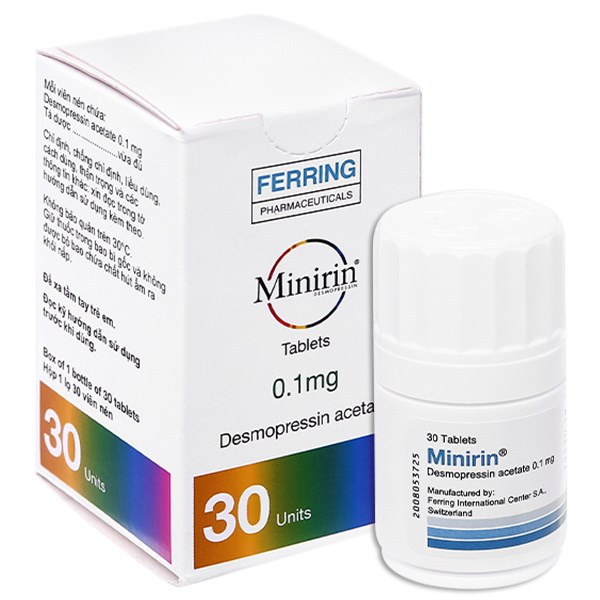 Mỗi viên nén chứa:
Desmopressin acetate 0.1 mg
Tá dược ..................vừa đủ
Chỉ định, chống chỉ định, liều dùng,
cách dùng, thận trọng và các
thông tin khác: xin đọc trong tờ
hướng dẫn sử dụng kèm theo.
Không bảo quản trên 30°C.
Giữ thuốc trong bao bì gốc và không
được bỏ bao chứa chất hút ẩm ra
khỏi nắp.
Để xa tầm tay trẻ em.
Đọc kỹ hướng dẫn sử dụng
trước khi dùng.
Box of 1 bottle of 30 tablets
Hộp 1 lọ 30 viên nén
30 Units
FERRING
PHARMACEUTICALS
Minirin®
DESMOPRESSIN
Tablets
0.1mg
Desmopressin aceta
30 Units
30 Tablets
Minirin®
Desmopressin acetate 0.1 mg
Manufactured by:
Ferring International Center S.A.,
Switzerland
2008053725